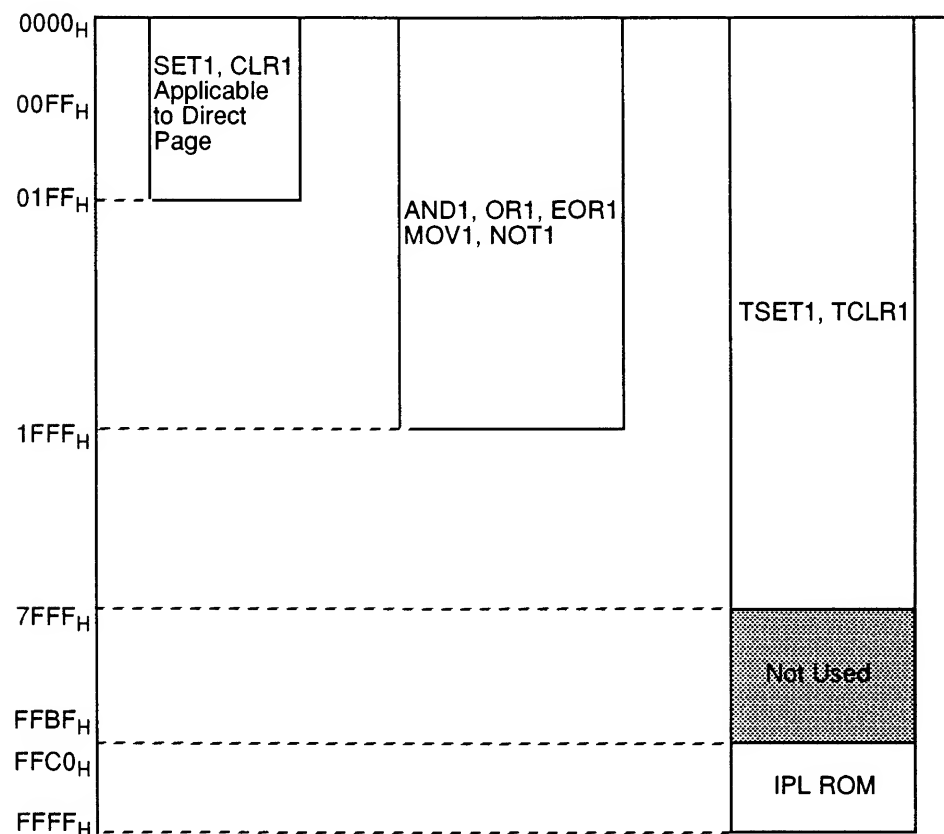 0000H
SET1, CLR1
Applicable
to Direct
Page
00FFH
01FFH
AND1, OR1, EOR1
MOV1, NOT1
TSET1, TCLR1
1FFFH
7FFFH
Not Used
FFBFH
FFC0H
IPL ROM
FFFFH